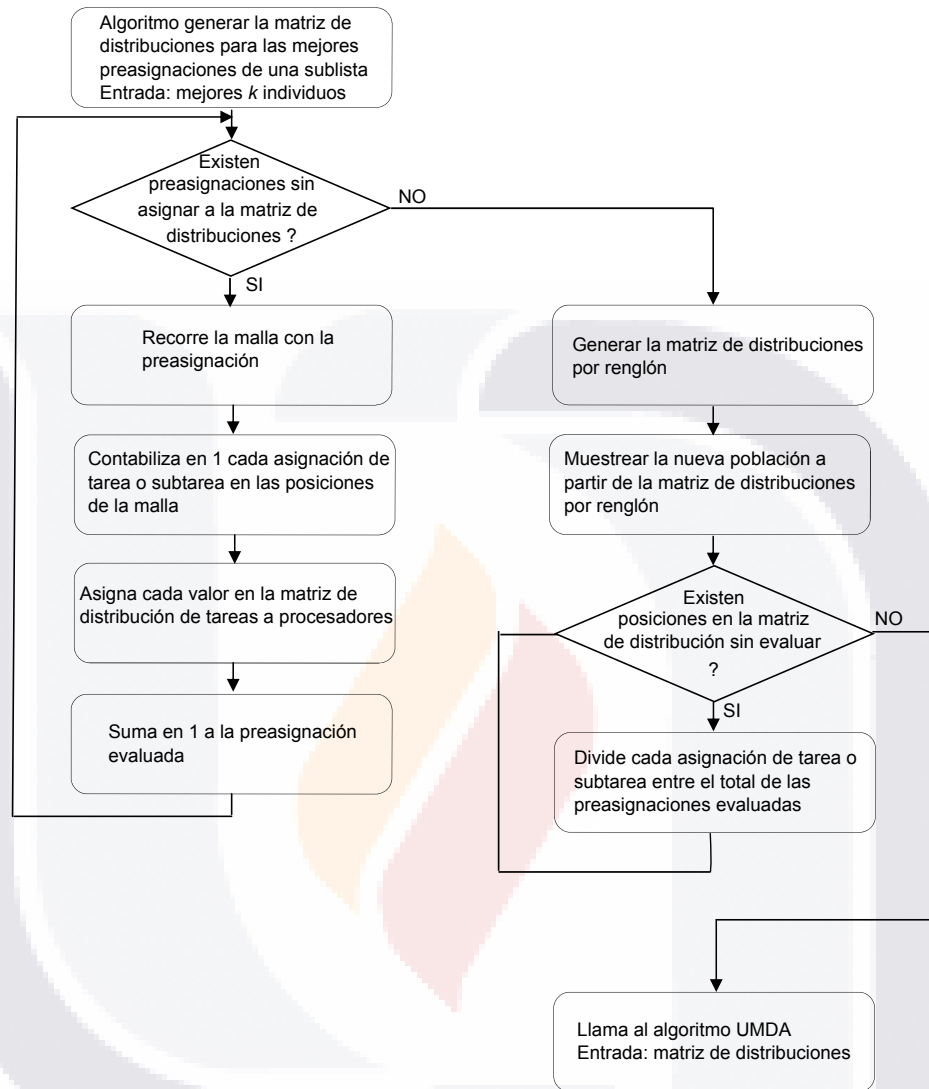 Algoritmo generar la matriz de
distribuciones para las mejores
preasignaciones de una sublista
Entrada: mejores k individuos
Existen
preasignaciones sin
asignar a la matriz de
distribuciones ?
NO
SI
Recorre la malla con la
preasignación
Contabiliza en 1 cada asignación de
tarea o subtarea en las posiciones
de la malla
Asigna cada valor en la matriz de
distribución de tareas a procesadores
Suma en 1 a la preasignación
evaluada
Generar la matriz de distribuciones
por renglón
Muestrear la nueva población a
partir de la matriz de distribuciones
por renglón
Existen
posiciones en la matriz
de distribución sin evaluar
?
NO
SI
Divide cada asignación de tarea o
subtarea entre el total de las
preasignaciones evaluadas
Llama al algoritmo UMDA
Entrada: matriz de distribuciones